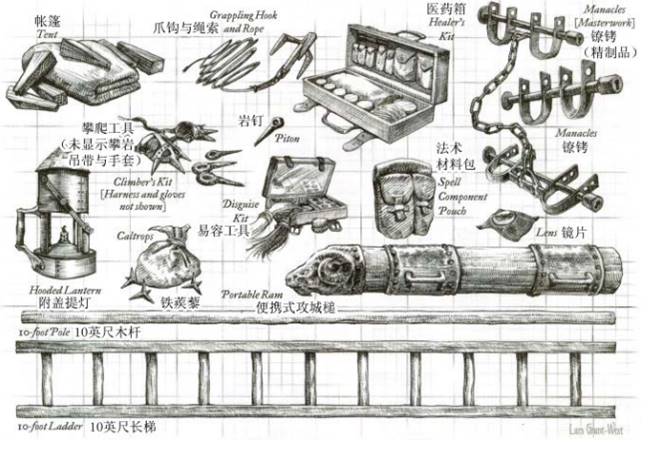 帐篷
Tent
Grappling Hook
爪钩与绳索 and Rope
医药箱
Healer's
Kit
Manacles
[Masterwork]
镣铐
(精制品)
攀爬工具
(未显示攀岩
吊带与手套)
Climber's Kit
[Harness and gloves
not shown]
岩钉
Piton
Manacles
镣铐
法术
材料包
Spell
Component
Pouch
Disguise
Kit
易容工具
Lens 镜片
Caltrops
铁蒺藜
Hooded Lantern
附盖提灯
Portable Ram
便携式攻城槌
10-foot Pole 10英尺木杆
10-foot Ladder 10英尺长梯
Lars Grant-West